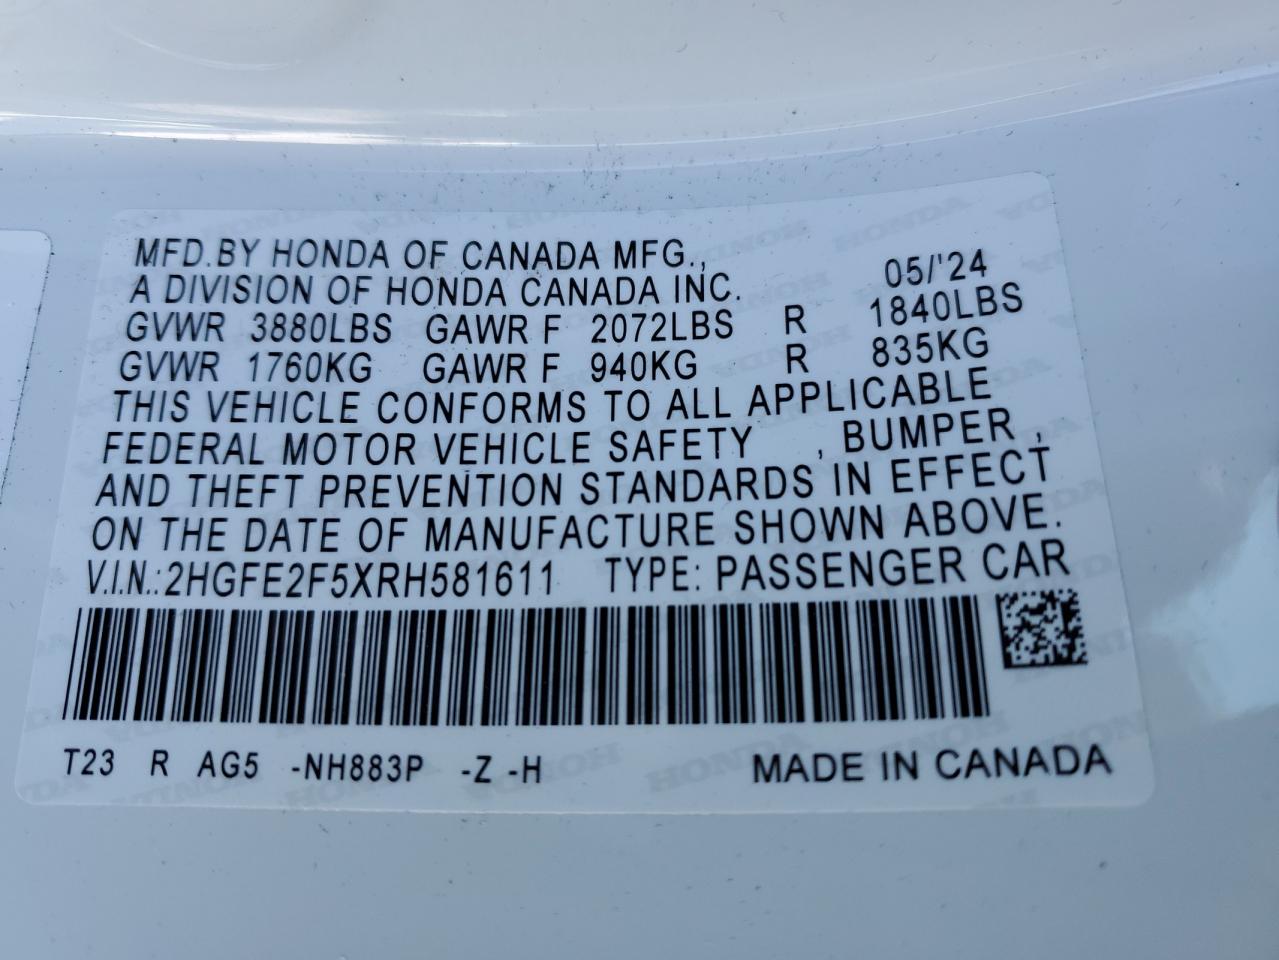 MFD.BY HONDA OF CANADA MFG.,
A DIVISION OF HONDA CANADA INC. 05/'24
GVWR 3880LBS GAWR F 2072LBS R 1840LBS
GVWR 1760KG GAWR F 940KG R 835KG
THIS VEHICLE CONFORMS TO ALL APPLICABLE
FEDERAL MOTOR VEHICLE SAFETY , BUMPER ,
AND THEFT PREVENTION STANDARDS IN EFFECT
ON THE DATE OF MANUFACTURE SHOWN ABOVE.
V.I.N.:2HGFE2F5XRH581611 TYPE: PASSENGER CAR
T23 R AG5 -NH883P -Z -H MADE IN CANADA